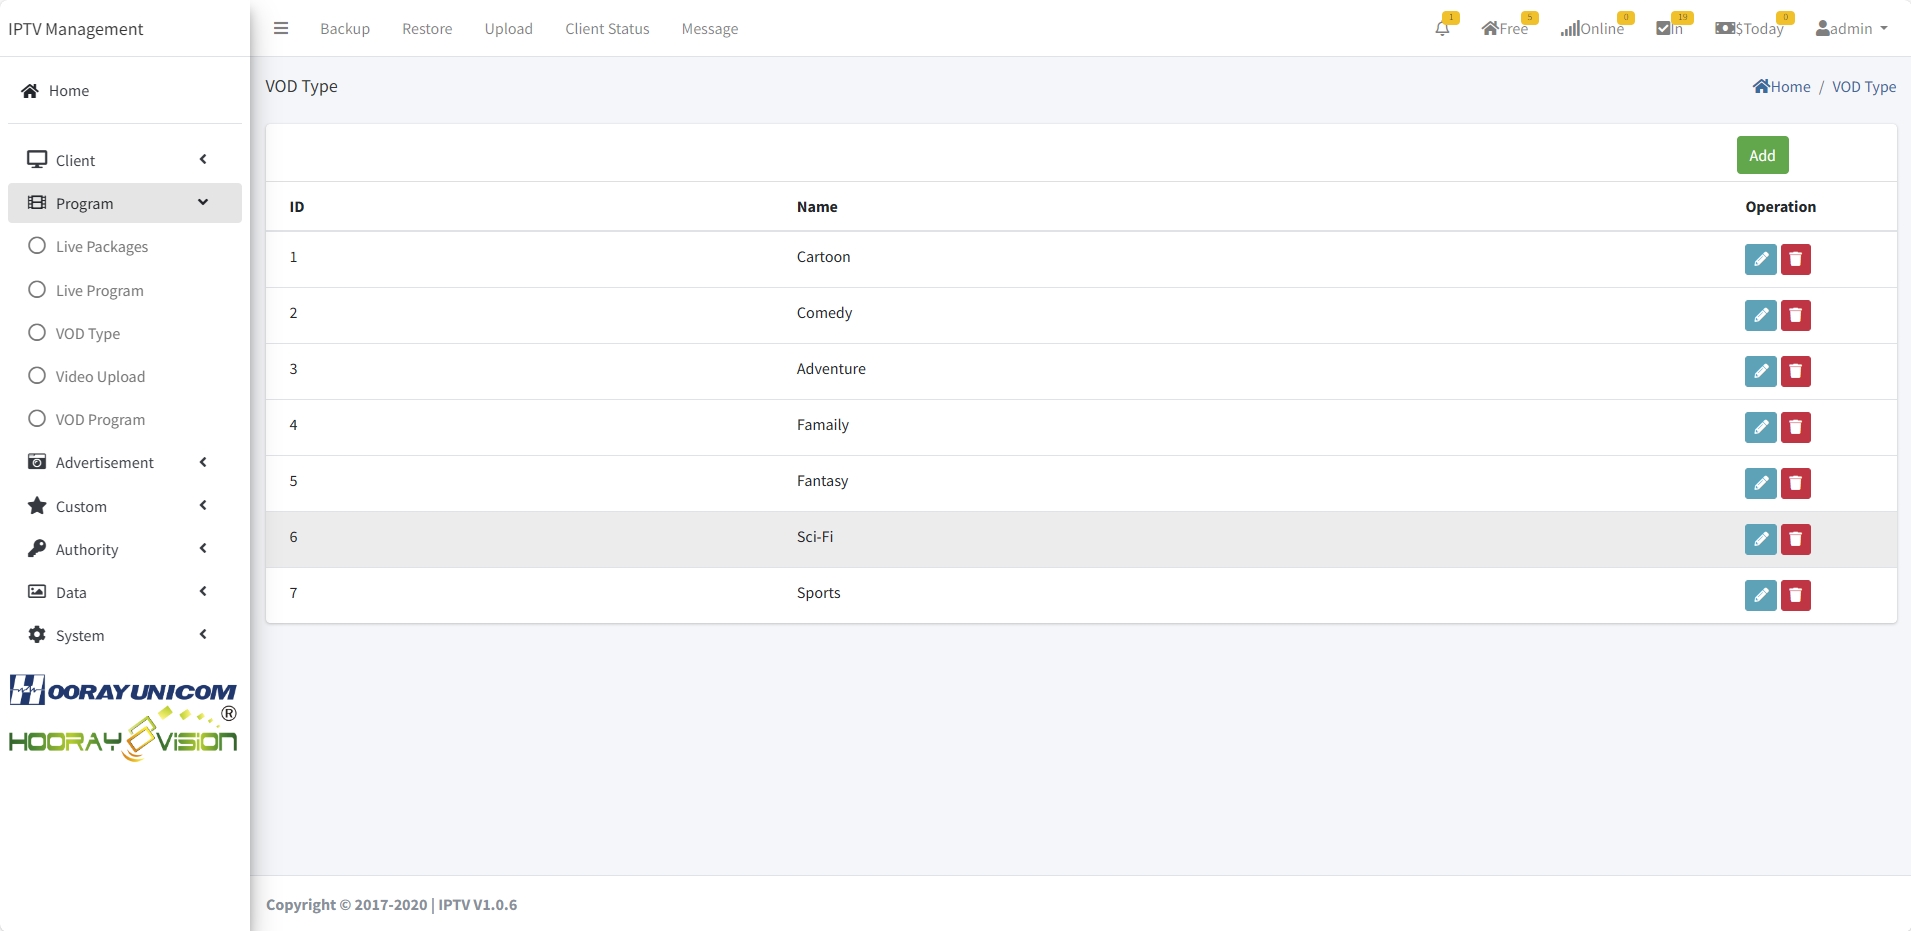 IPTV Management
Backup Restore Upload Client Status Message
1 Free 5 Online 0 In 19 $Today 0 admin
Home
Client
Program
Live Packages
Live Program
VOD Type
Video Upload
VOD Program
Advertisement
Custom
Authority
Data
System
HOORAYUNICOM
HOORAY VISION ®
VOD Type
Home / VOD Type
Add
ID Name Operation
1 Cartoon
2 Comedy
3 Adventure
4 Famaily
5 Fantasy
6 Sci-Fi
7 Sports
Copyright © 2017-2020 | IPTV V1.0.6